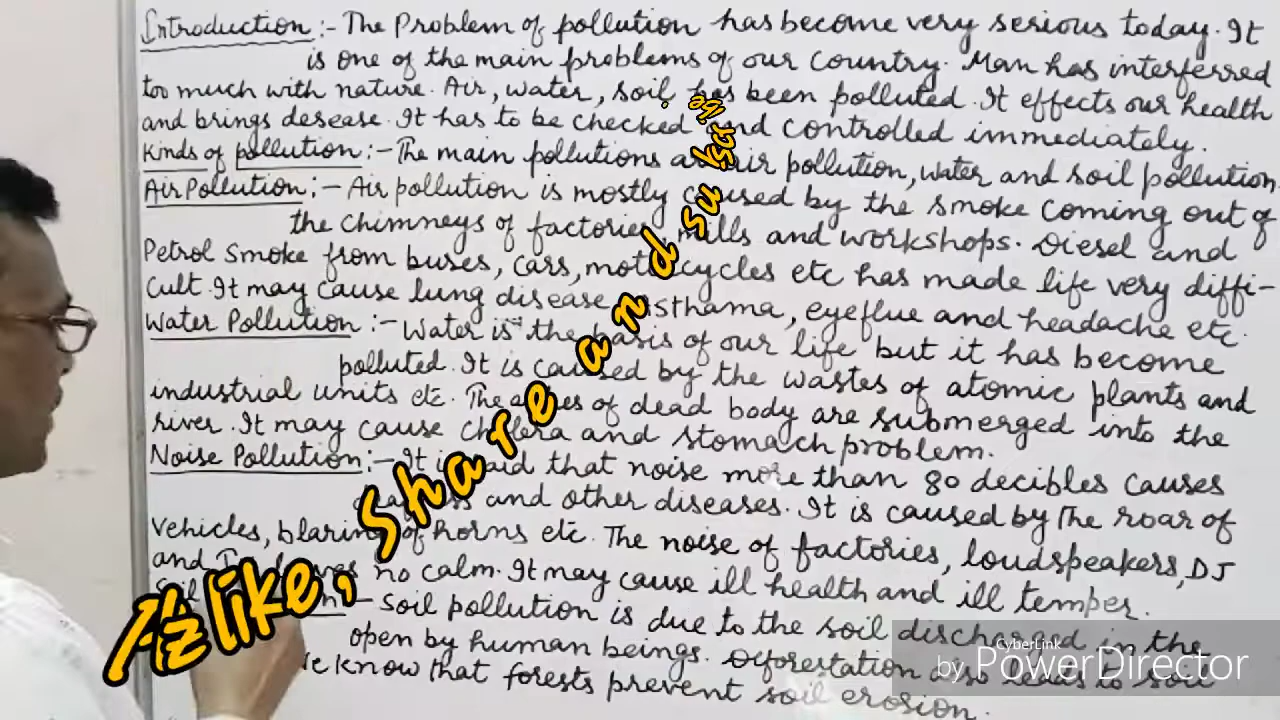 Introduction :- The Problem of pollution has become very serious today. It
is one of the main problems of our country. Man has interferred
too much with nature. Air, water, soil has been polluted. It effects our health
and brings desease. It has to be checked and controlled immediately.
Kinds of pollution :- The main pollutions are air pollution, water and soil pollution
Air Pollution :- Air pollution is mostly caused by the smoke coming out of
the chimneys of factories, mills and workshops. Diesel and
Petrol smoke from buses, cars, motorcycles etc has made life very diffi-
cult. It may cause lung disease asthama, eyeflue and headache etc.
Water Pollution :- Water is the basis of our life but it has become
polluted. It is caused by the wastes of atomic plants and
industrial units etc. The ashes of dead body are submerged into the
river. It may cause cholera and stomach problem.
Noise Pollution :- It is said that noise more than 80 decibles causes
and other diseases. It is caused by the roar of
vehicles, blaring of horns etc. The noise of factories, loudspeakers, DJ
and no calm. It may cause ill health and ill temper.
Soil :- Soil pollution is due to the soil discharged in the
open by human beings. Deforestation also leads to soil
We know that forests prevent soil erosion.
like, share and subscribe
CyberLink
by PowerDirector